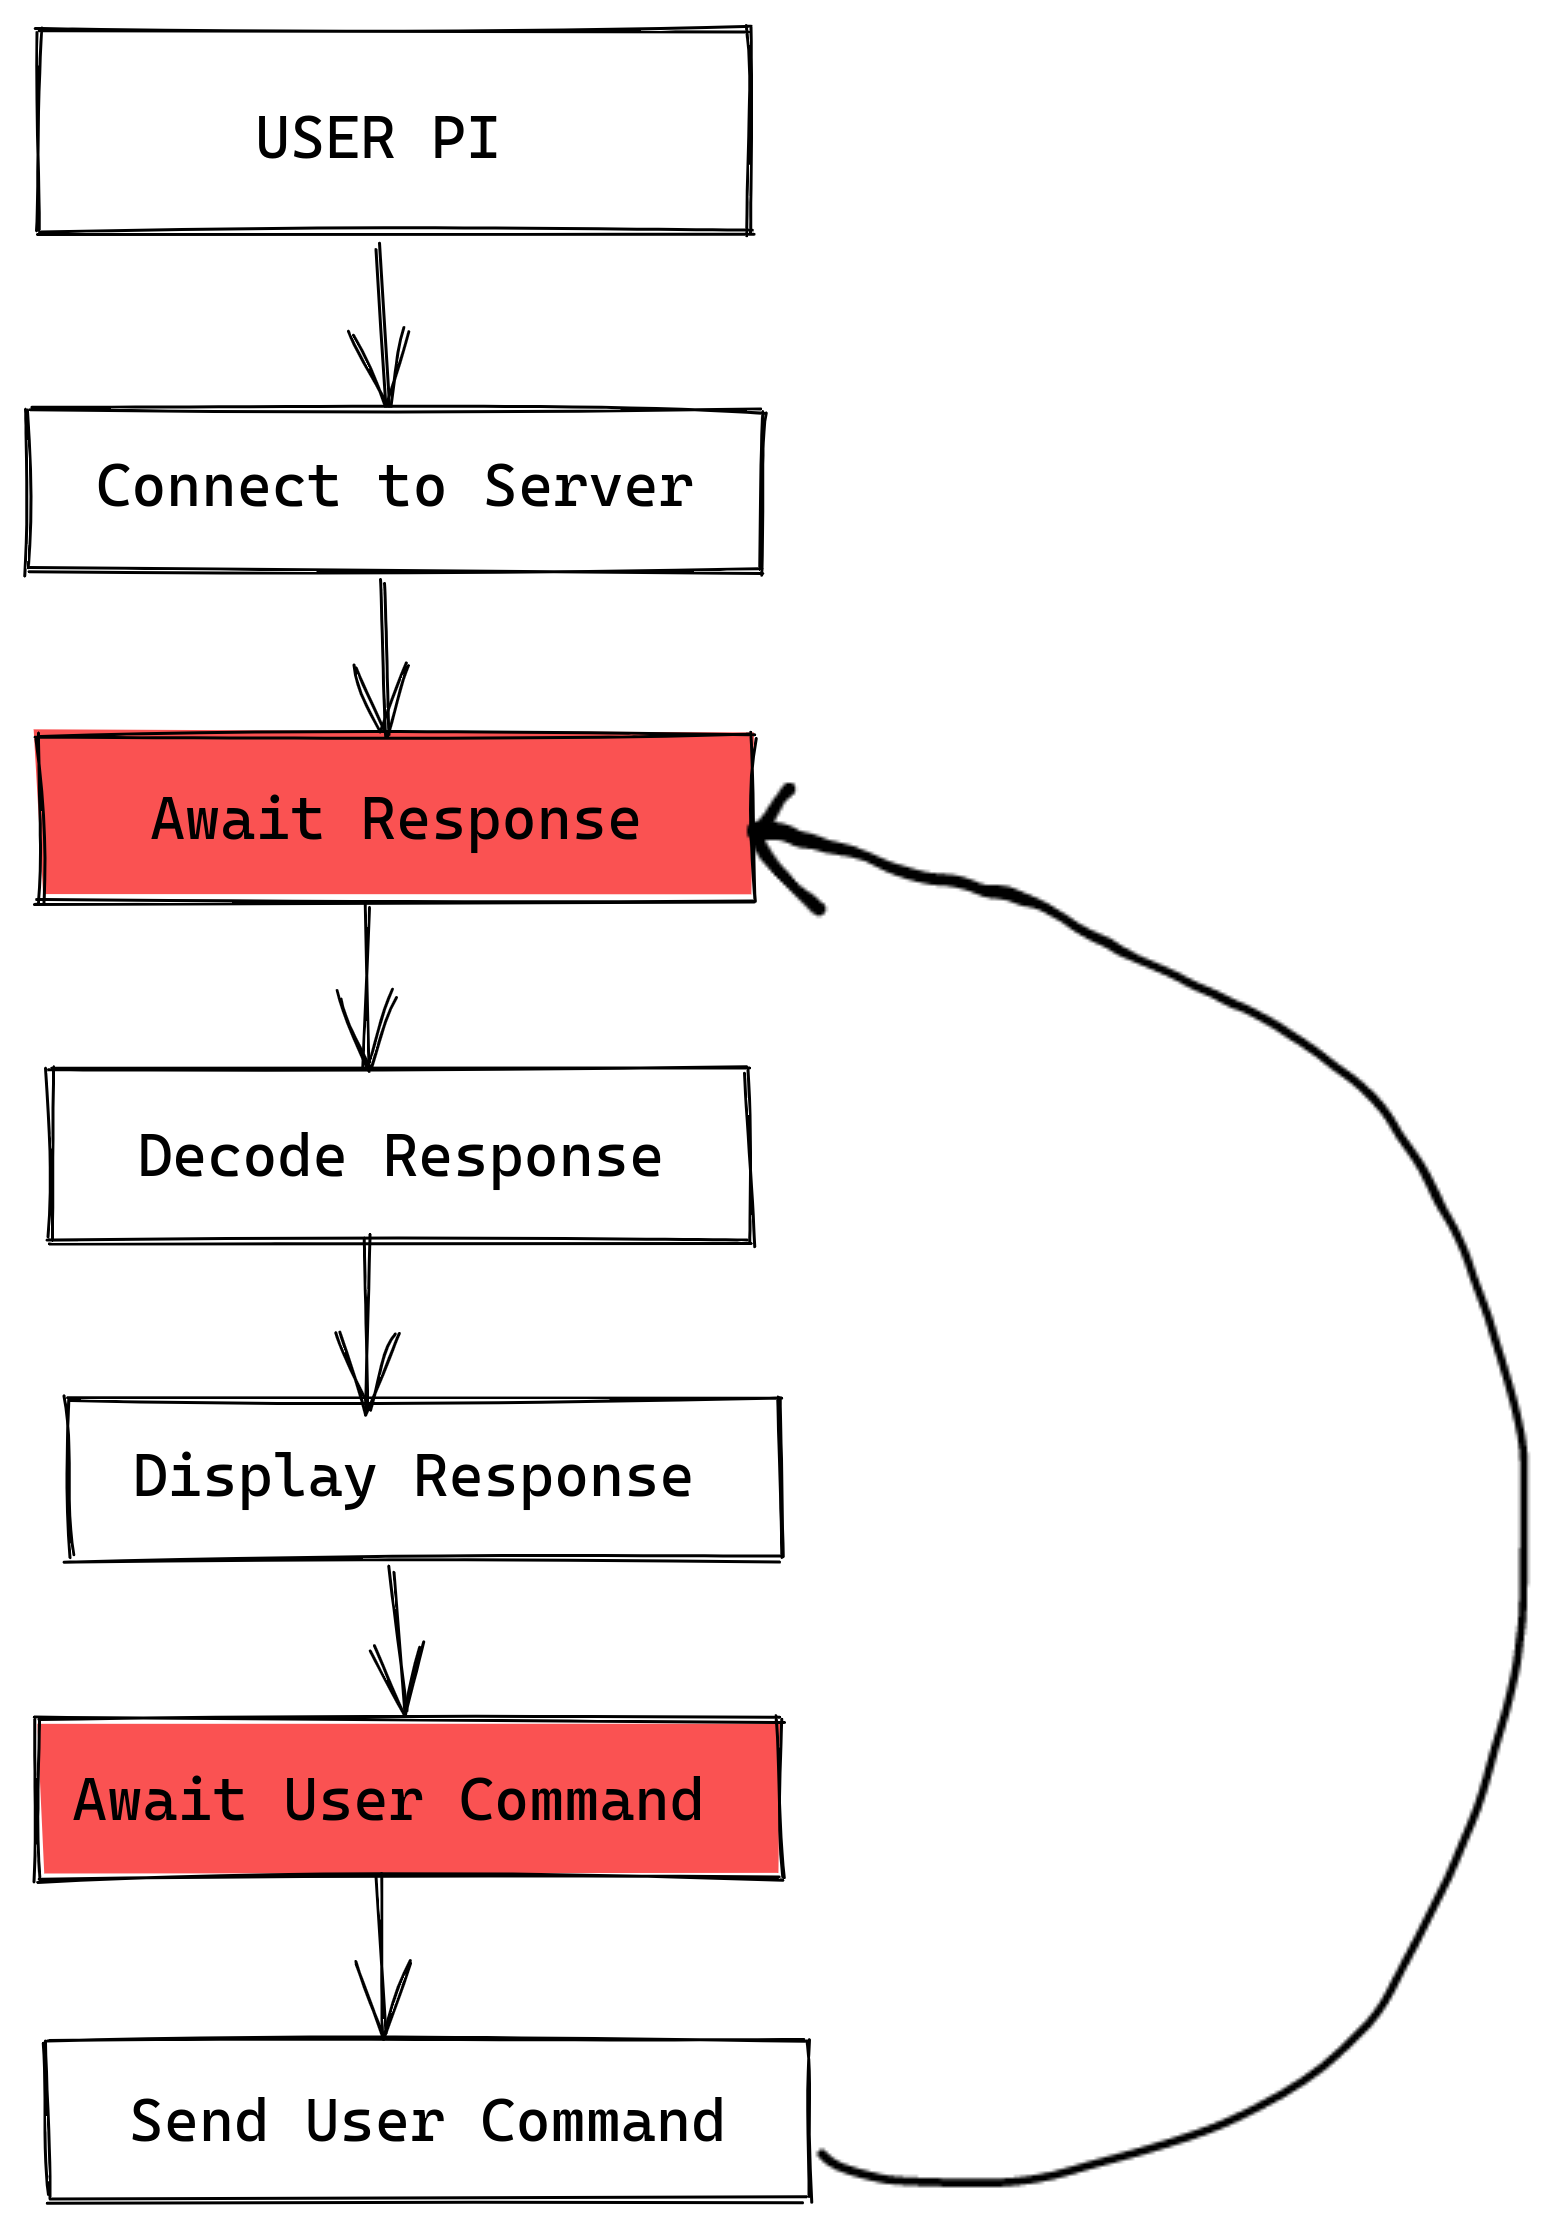 USER PI
Connect to Server
Await Response
Decode Response
Display Response
Await User Command
Send User Command